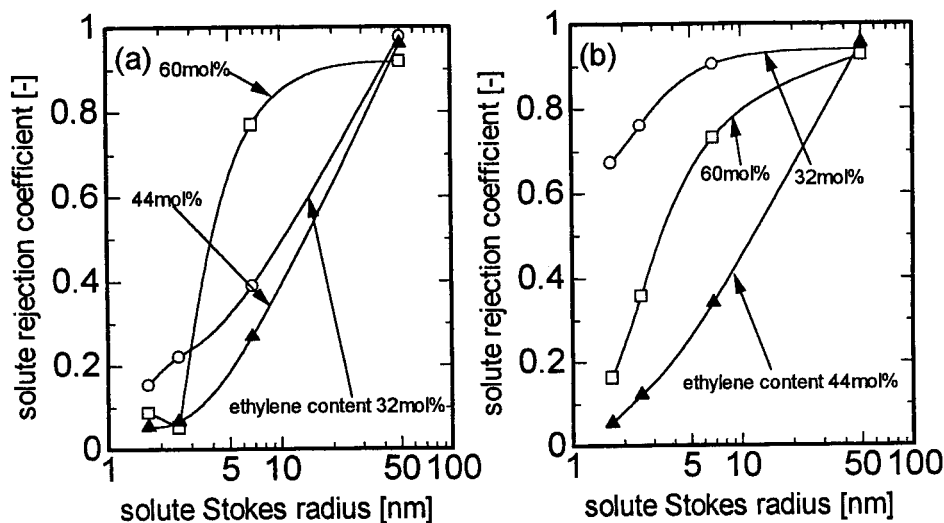 (a)
60mol%
44mol%
ethylene content 32mol%
solute rejection coefficient [-]
1
0.8
0.6
0.4
0.2
0
1
5
10
50
100
solute Stokes radius [nm]
(b)
32mol%
60mol%
ethylene content 44mol%
solute rejection coefficient [-]
1
0.8
0.6
0.4
0.2
0
1
5
10
50
100
solute Stokes radius [nm]